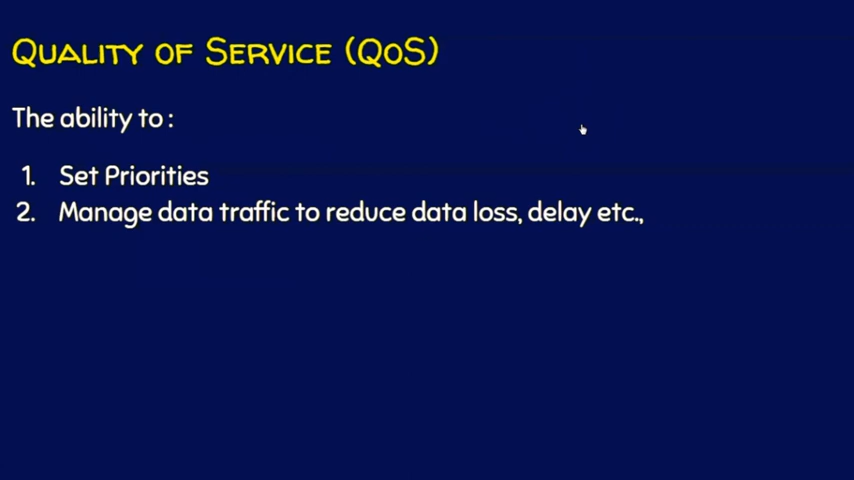 Quality of Service (QoS)
The ability to :
1. Set Priorities
2. Manage data traffic to reduce data loss, delay etc.,